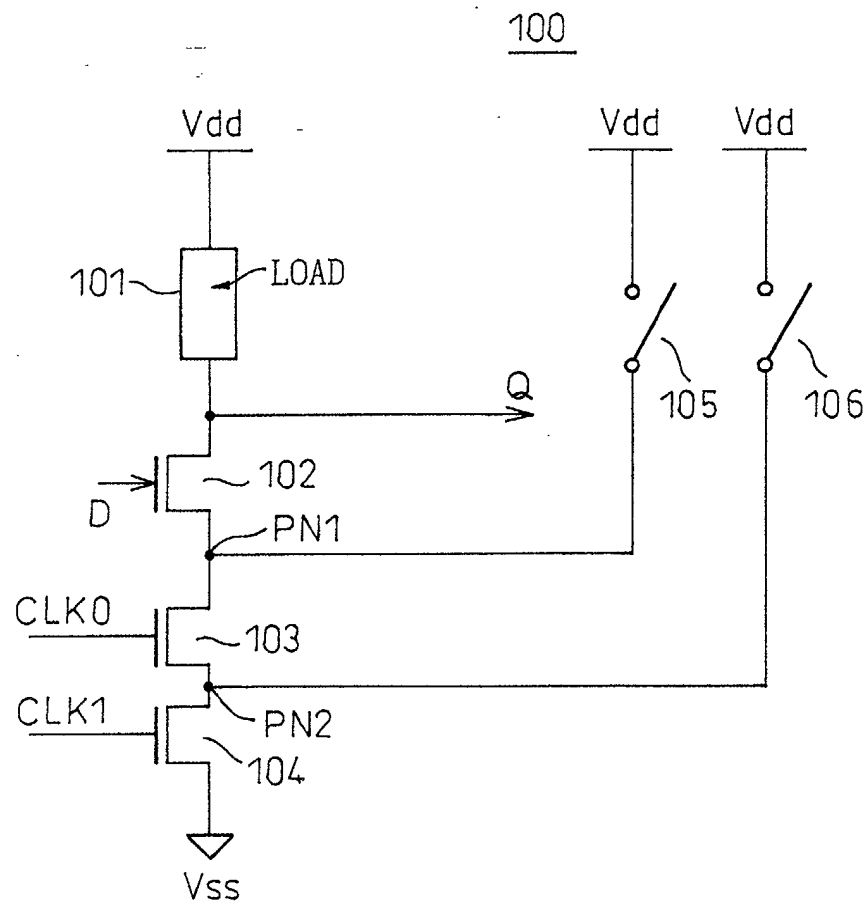 100
Vdd
Vdd
Vdd
101
LOAD
Q
105
106
102
D
PN1
CLK0
103
CLK1
PN2
104
Vss